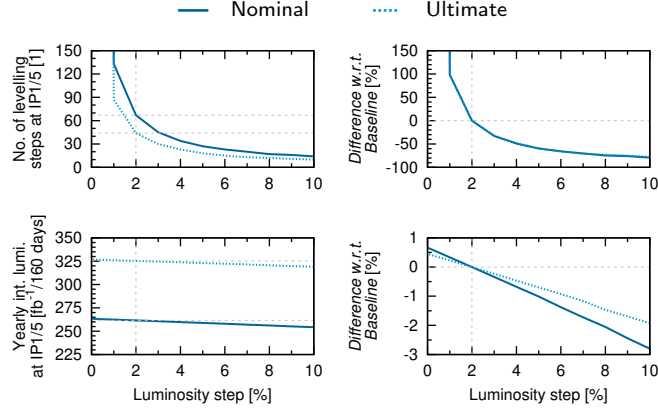 Nominal Ultimate
No. of levelling
steps at IP1/5 [1]
150
120
90
60
30
0
0 2 4 6 8 10
Difference w.r.t.
Baseline [%]
150
100
50
0
-50
-100
0 2 4 6 8 10
Yearly int. lumi.
at IP1/5 [fb-1/160 days]
350
325
300
275
250
225
0 2 4 6 8 10
Luminosity step [%]
Difference w.r.t.
Baseline [%]
1
0
-1
-2
-3
0 2 4 6 8 10
Luminosity step [%]